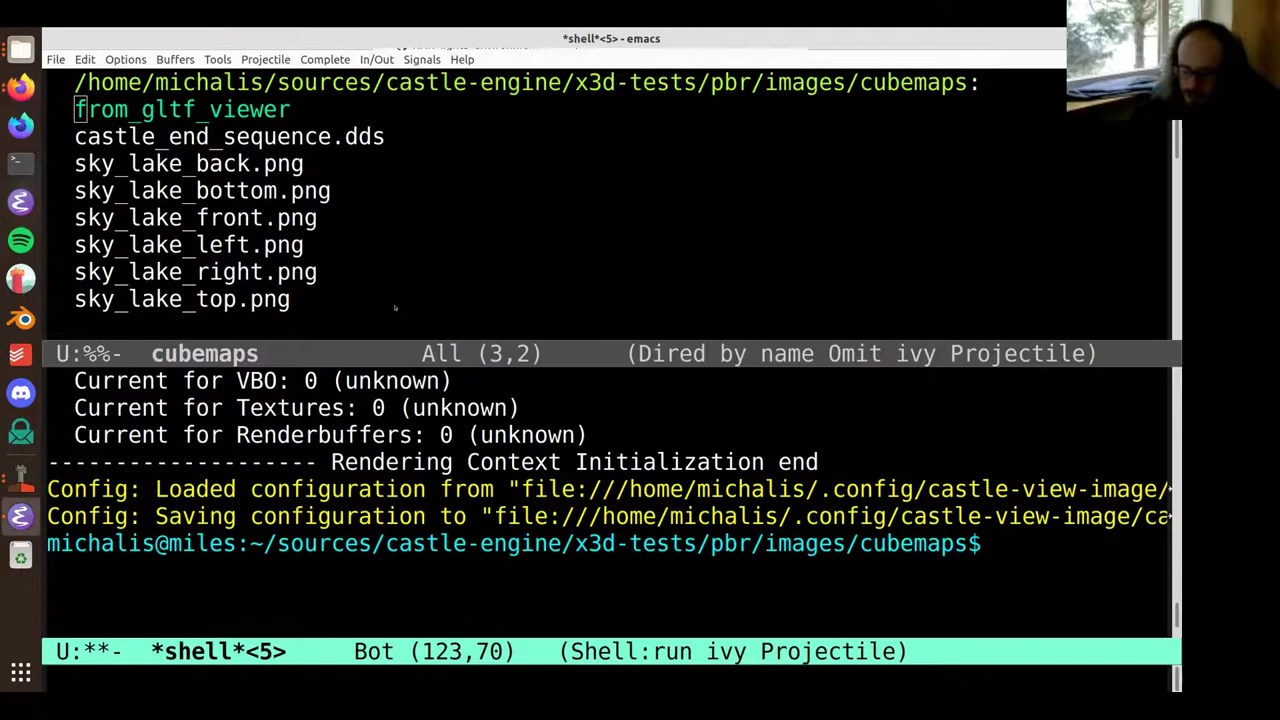 *shell*<5> - emacs
File Edit Options Buffers Tools Projectile Complete In/Out Signals Help
/home/michalis/sources/castle-engine/x3d-tests/pbr/images/cubemaps:
from_gltf_viewer
castle_end_sequence.dds
sky_lake_back.png
sky_lake_bottom.png
sky_lake_front.png
sky_lake_left.png
sky_lake_right.png
sky_lake_top.png
U:%%- cubemaps All (3,2) (Dired by name Omit ivy Projectile)
Current for VBO: 0 (unknown)
Current for Textures: 0 (unknown)
Current for Renderbuffers: 0 (unknown)
-------------------- Rendering Context Initialization end
Config: Loaded configuration from "file:///home/michalis/.config/castle-view-image/
Config: Saving configuration to "file:///home/michalis/.config/castle-view-image/ca
michalis@miles:~/sources/castle-engine/x3d-tests/pbr/images/cubemaps$
U:**- *shell*<5> Bot (123,70) (Shell:run ivy Projectile)